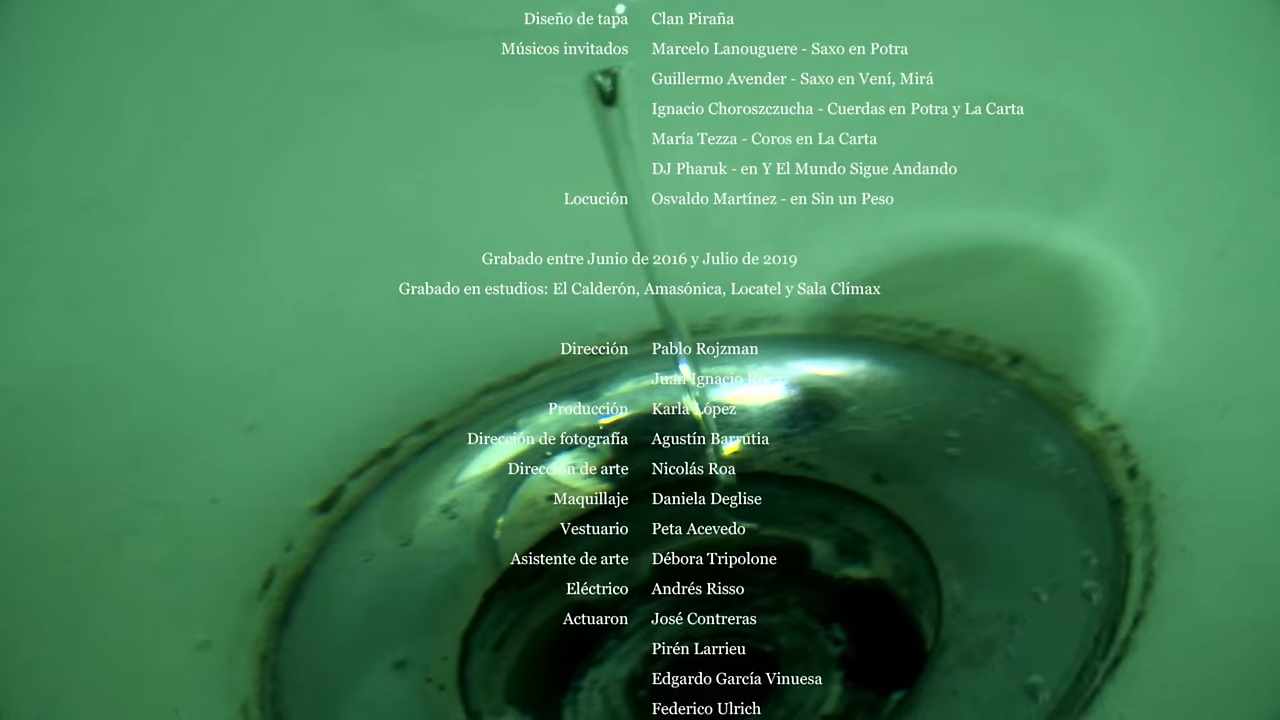 Diseño de tapa Clan Piraña
Músicos invitados Marcelo Lanouguere - Saxo en Potra
Guillermo Avender - Saxo en Vení, Mirá
Ignacio Choroszczucha - Cuerdas en Potra y La Carta
María Tezza - Coros en La Carta
DJ Pharuk - en Y El Mundo Sigue Andando
Locución Osvaldo Martínez - en Sin un Peso
Grabado entre Junio de 2016 y Julio de 2019
Grabado en estudios: El Calderón, Amasónica, Locatel y Sala Clímax
Dirección Pablo Rojzman
Juan Ignacio
Producción Karla López
Dirección de fotografía Agustín Barrutia
Dirección de arte Nicolás Roa
Maquillaje Daniela Deglise
Vestuario Peta Acevedo
Asistente de arte Débora Tripolone
Eléctrico Andrés Risso
Actuaron José Contreras
Pirén Larrieu
Edgardo García Vinuesa
Federico Ulrich